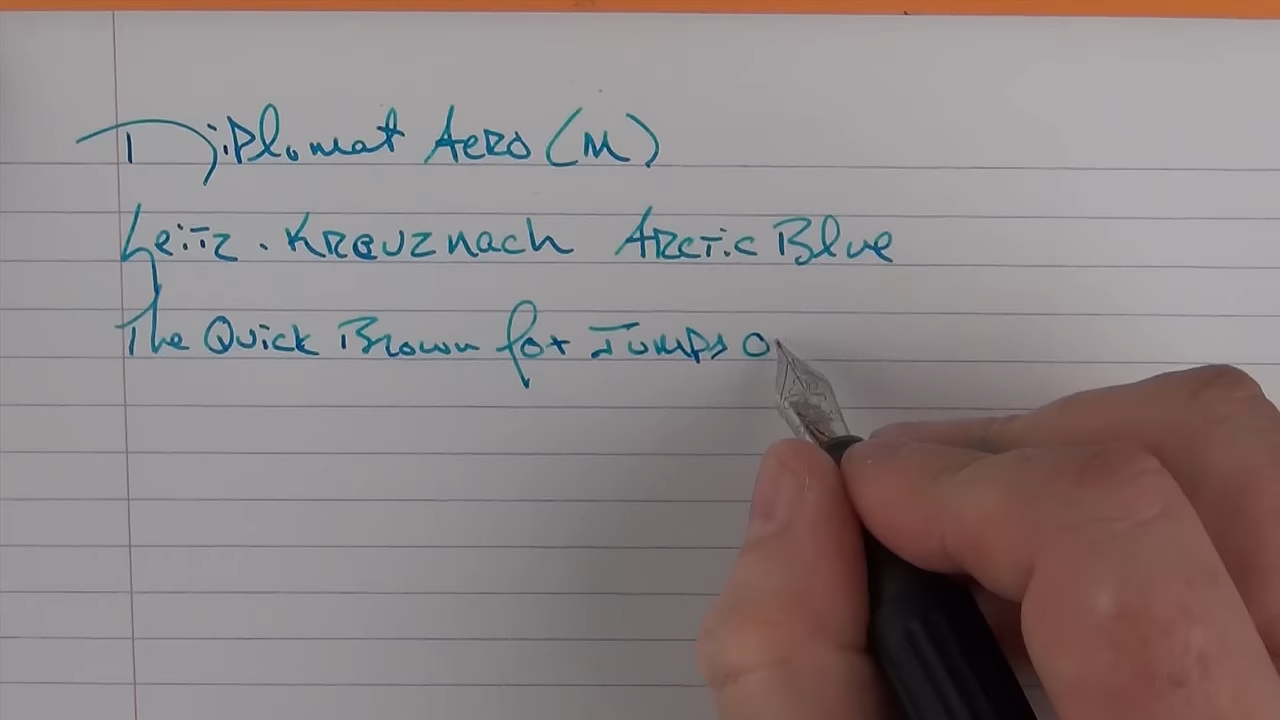 Diplomat Aero (M)
Leitz. Kreuznach Arctic Blue
The Quick Brown fox Jumps o